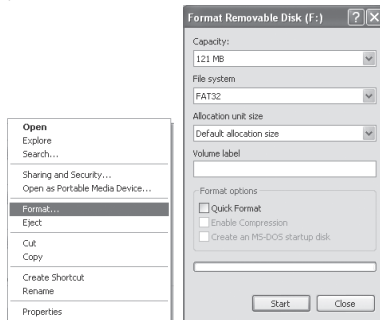 Open
Explore
Search...
Sharing and Security...
Open as Portable Media Device...
Format...
Eject
Cut
Copy
Create Shortcut
Rename
Properties
Format Removable Disk (F:)
Capacity:
121 MB
File system
FAT32
Allocation unit size
Default allocation size
Volume label
Format options
Quick Format
Enable Compression
Create an MS-DOS startup disk
Start
Close